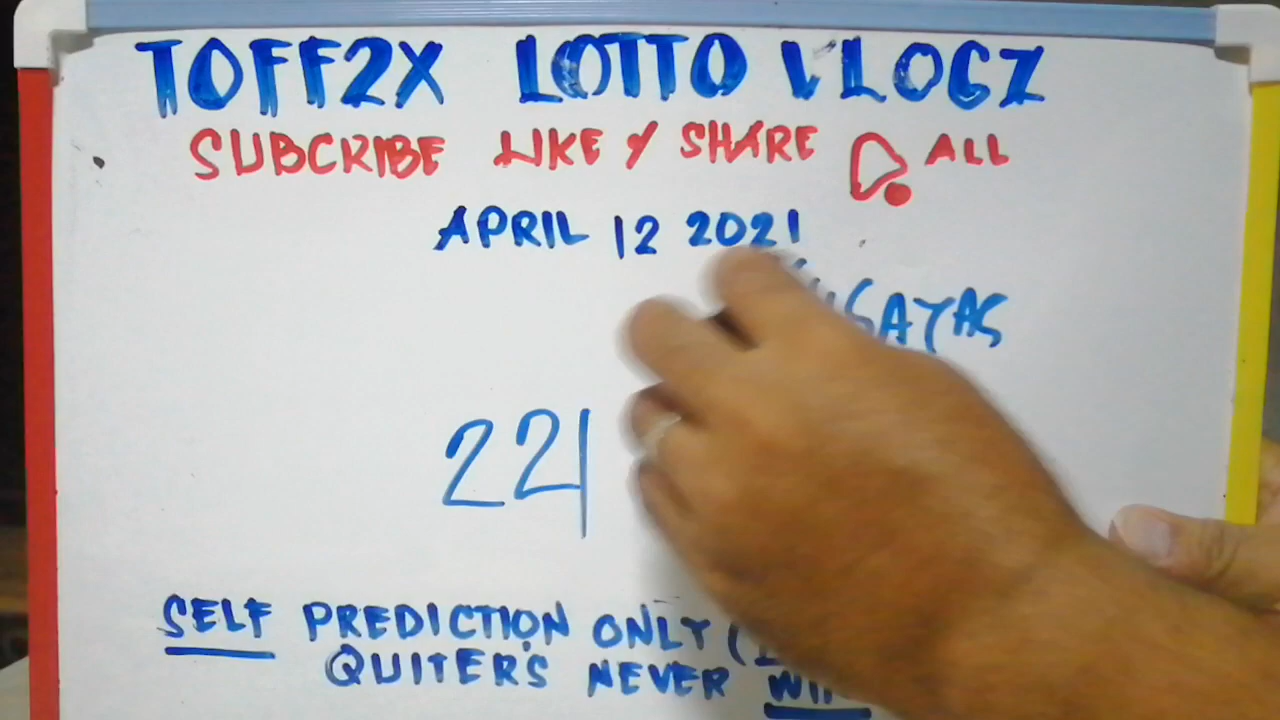 TOFF2X LOTTO VLOGZ
SUBCRIBE LIKE & SHARE ALL
APRIL 12 2021
221
SELF PREDICTION ONLY (
QUITERS NEVER